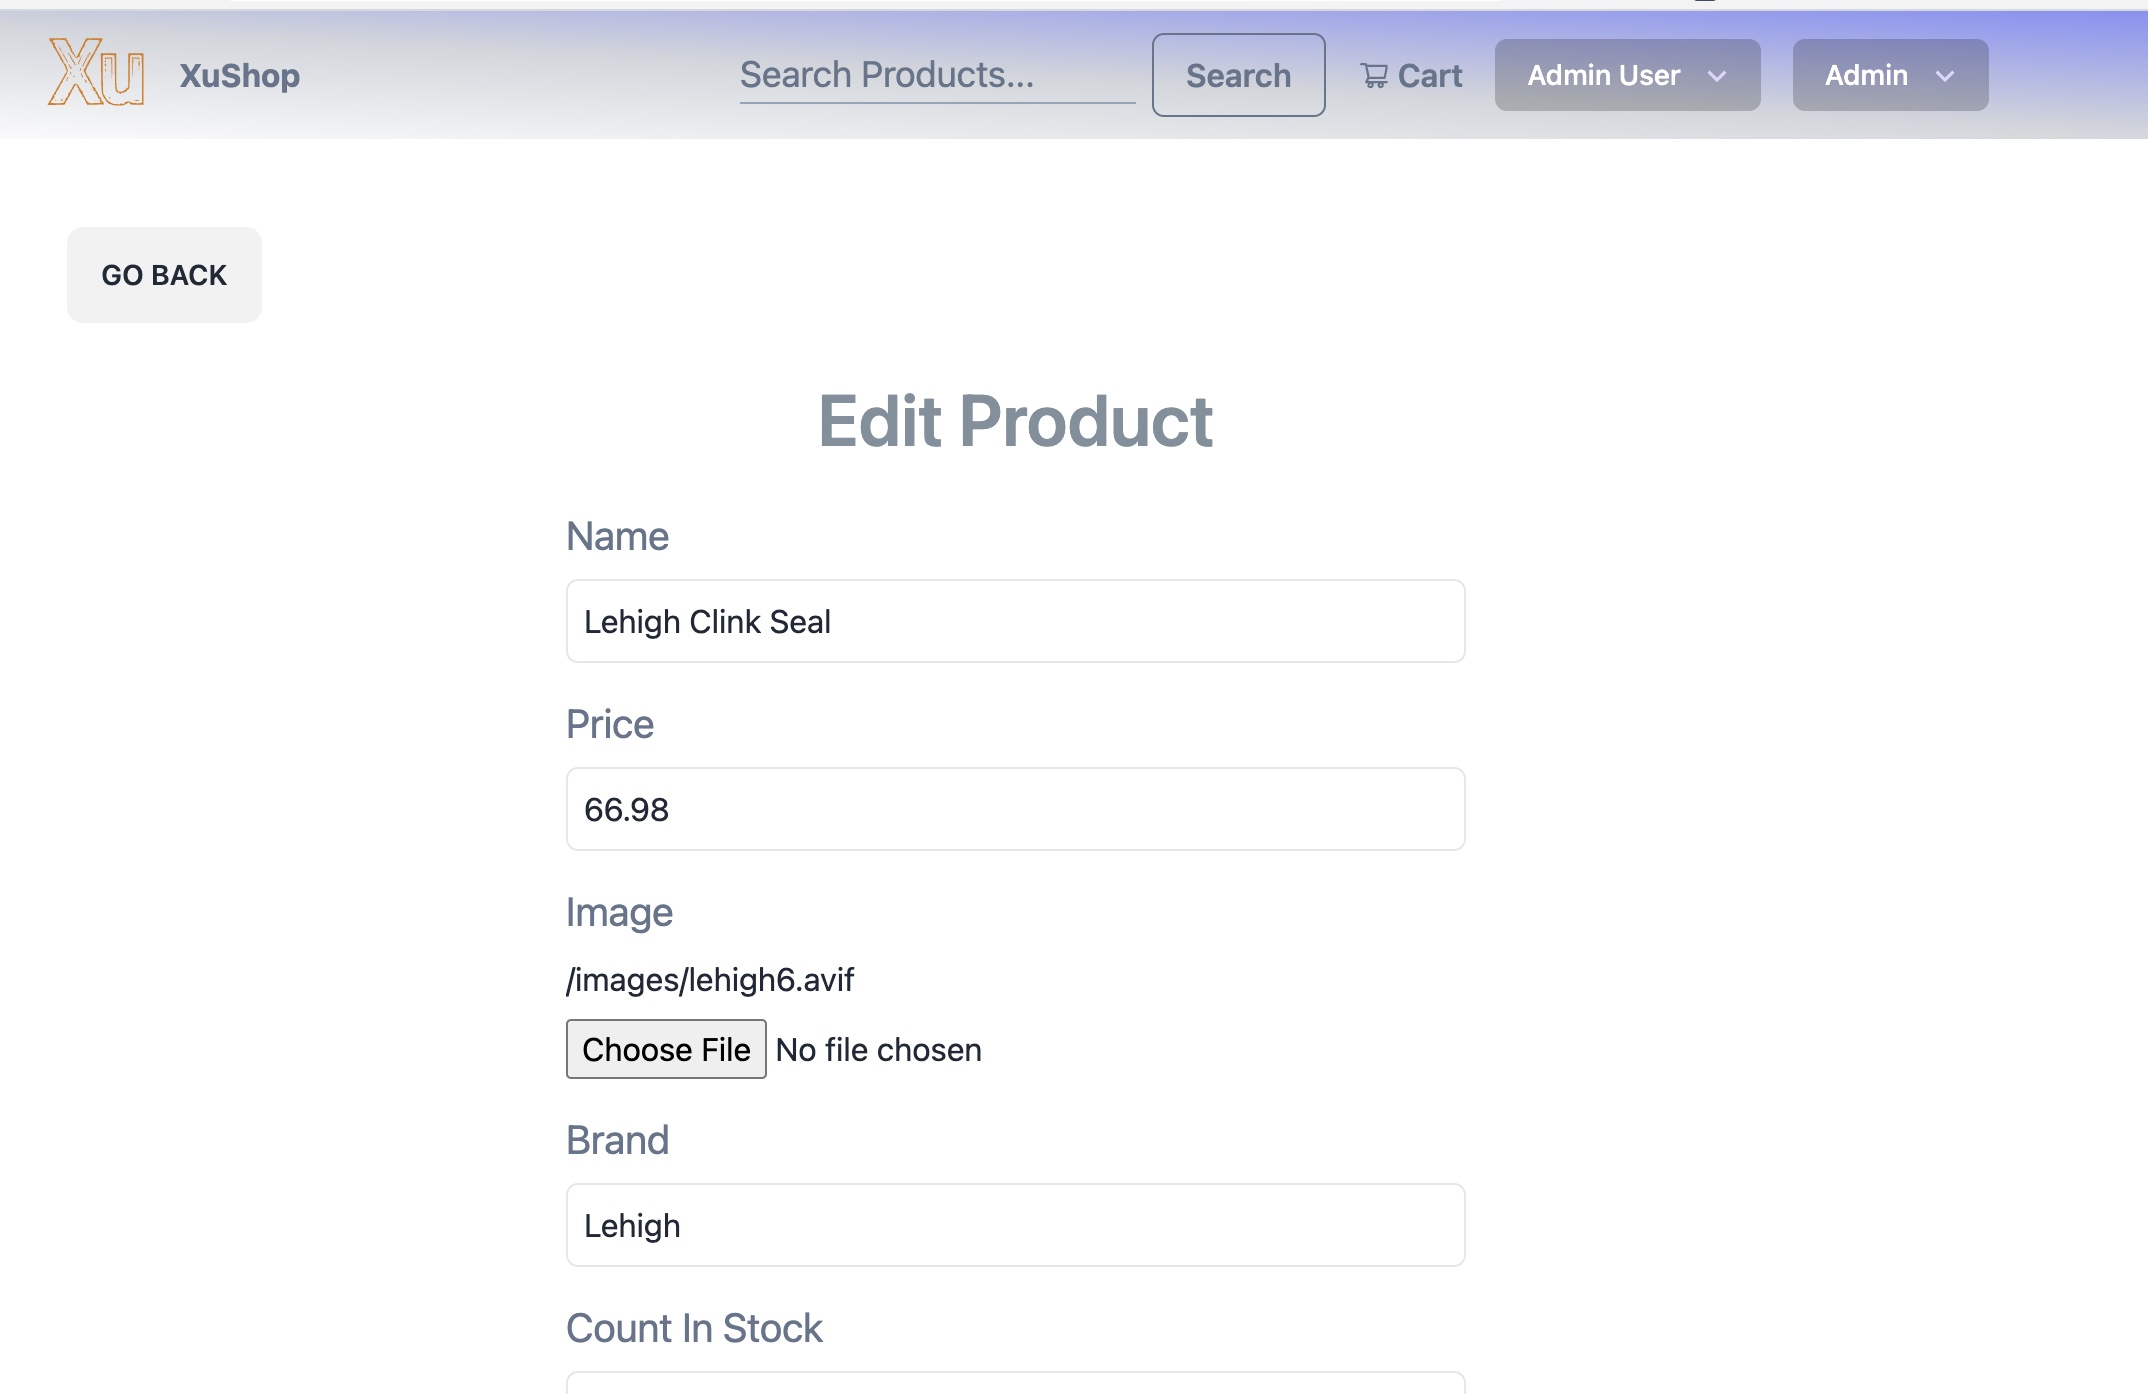 Xu XuShop Search Products... Search Cart Admin User Admin
GO BACK
Edit Product
Name
Lehigh Clink Seal
Price
66.98
Image
/images/lehigh6.avif
Choose File No file chosen
Brand
Lehigh
Count In Stock